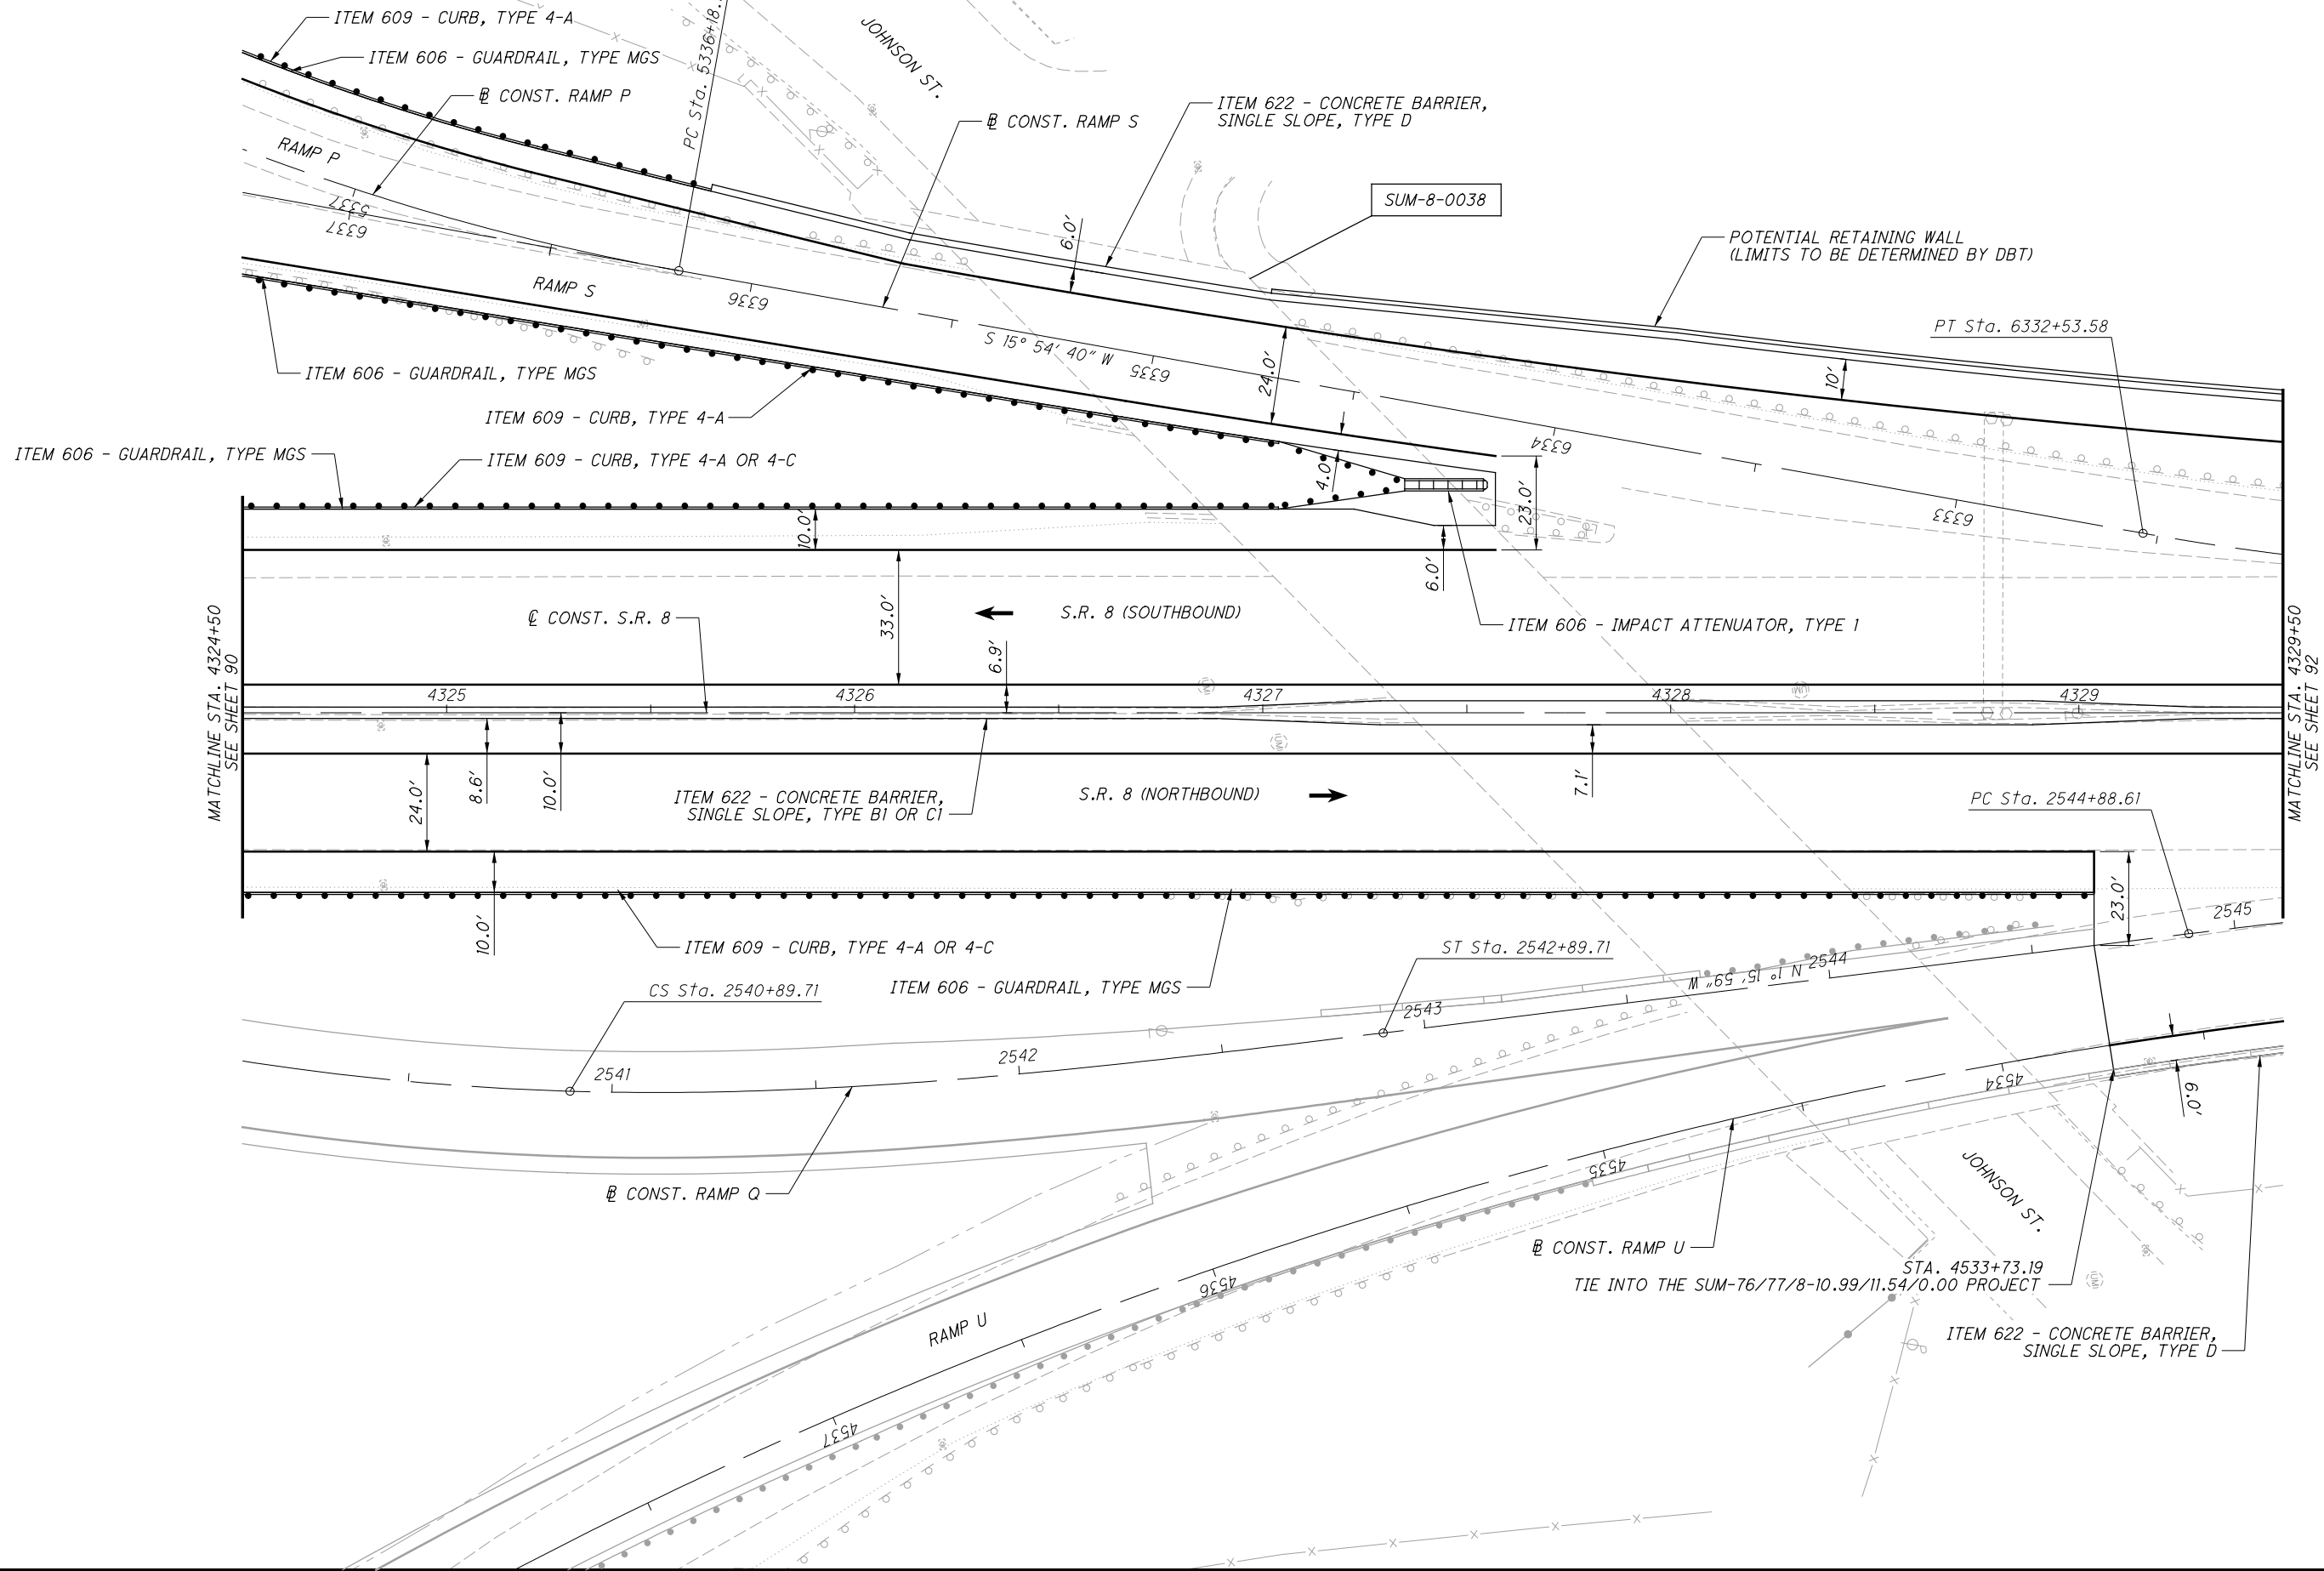 ITEM 609 - CURB, TYPE 4-A
ITEM 606 - GUARDRAIL, TYPE MGS
℄ CONST. RAMP P
RAMP P
5337
6337
PC Sta. 5336+18.
JOHNSON ST.
℄ CONST. RAMP S
ITEM 622 - CONCRETE BARRIER,
SINGLE SLOPE, TYPE D
SUM-8-0038
6.0'
POTENTIAL RETAINING WALL
(LIMITS TO BE DETERMINED BY DBT)
PT Sta. 6332+53.58
RAMP S
6336
S 15° 54' 40" W
6335
24.0'
10'
6334
6333
ITEM 606 - GUARDRAIL, TYPE MGS
ITEM 609 - CURB, TYPE 4-A
ITEM 606 - GUARDRAIL, TYPE MGS
ITEM 609 - CURB, TYPE 4-A OR 4-C
4.0'
23.0'
10.0'
6.0'
33.0'
℄ CONST. S.R. 8
S.R. 8 (SOUTHBOUND)
ITEM 606 - IMPACT ATTENUATOR, TYPE 1
MATCHLINE STA. 4324+50
SEE SHEET 90
MATCHLINE STA. 4329+50
SEE SHEET 92
6.9'
4325
4326
4327
4328
4329
24.0'
8.6'
10.0'
ITEM 622 - CONCRETE BARRIER,
SINGLE SLOPE, TYPE B1 OR C1
S.R. 8 (NORTHBOUND)
7.1'
PC Sta. 2544+88.61
23.0'
10.0'
ITEM 609 - CURB, TYPE 4-A OR 4-C
ITEM 606 - GUARDRAIL, TYPE MGS
CS Sta. 2540+89.71
ST Sta. 2542+89.71
N 1° 15' 59" W
2541
2542
2543
2544
2545
℄ CONST. RAMP Q
4534
6.0'
4535
4536
4537
RAMP U
℄ CONST. RAMP U
JOHNSON ST.
STA. 4533+73.19
TIE INTO THE SUM-76/77/8-10.99/11.54/0.00 PROJECT
ITEM 622 - CONCRETE BARRIER,
SINGLE SLOPE, TYPE D